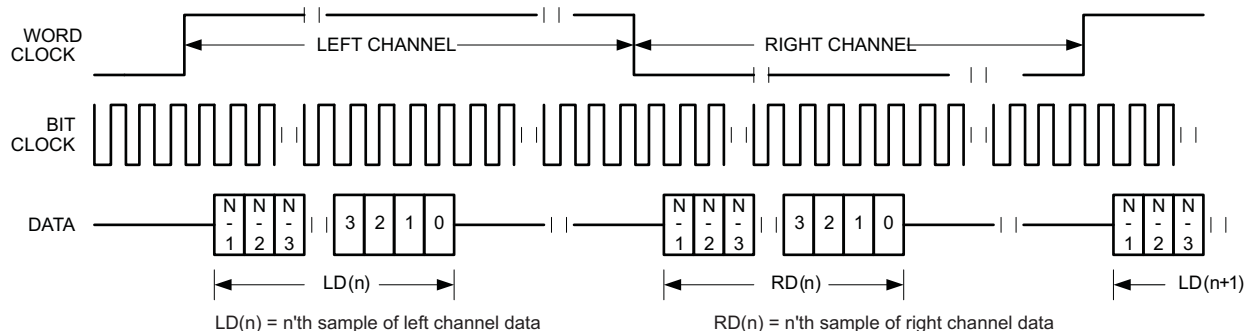 WORD
CLOCK
LEFT CHANNEL
RIGHT CHANNEL
BIT
CLOCK
DATA
N-1 N-2 N-3 3 2 1 0 N-1 N-2 N-3 3 2 1 0 N-1 N-2 N-3
LD(n) RD(n) LD(n+1)
LD(n) = n'th sample of left channel data
RD(n) = n'th sample of right channel data